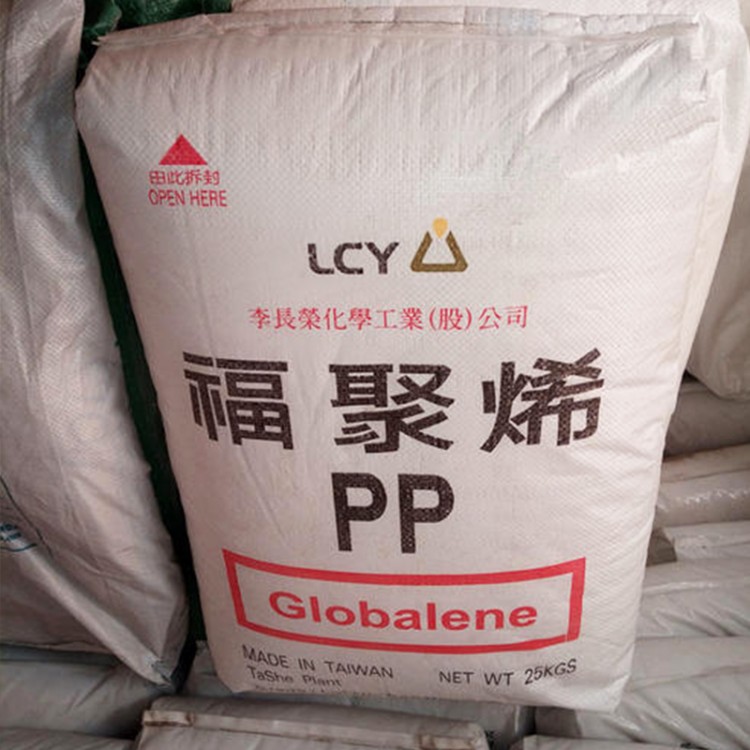 由此拆封
OPEN HERE
LCY
李長榮化學工業(股)公司
福聚烯
PP
Globalene
MADE IN TAIWAN
NET WT 25KGS
TaShe Plant